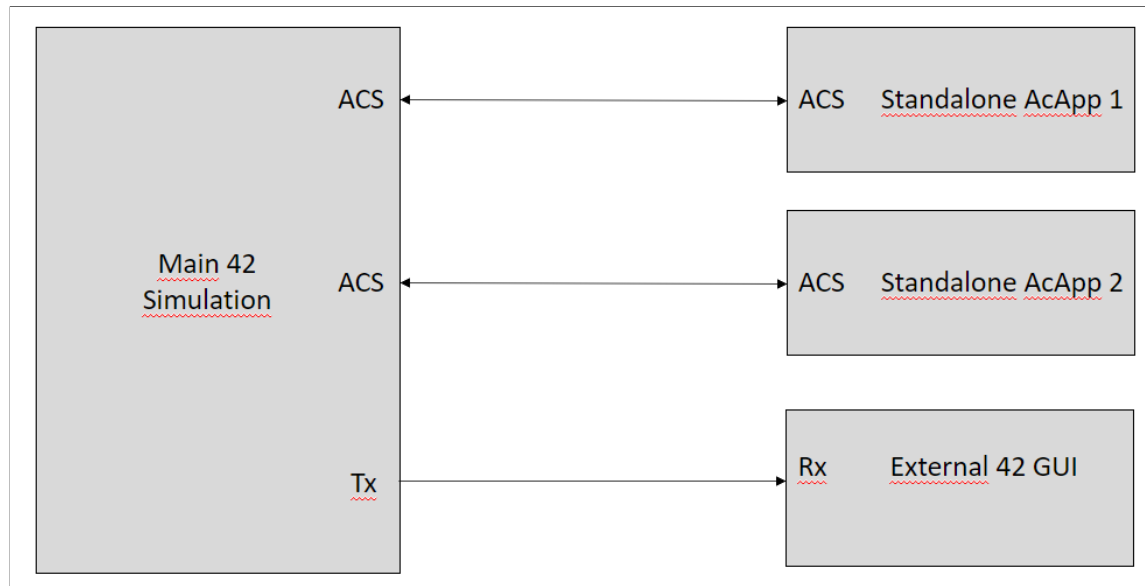 ACS
ACS Standalone AcApp 1
Main 42
Simulation
ACS
ACS Standalone AcApp 2
Tx
Rx External 42 GUI